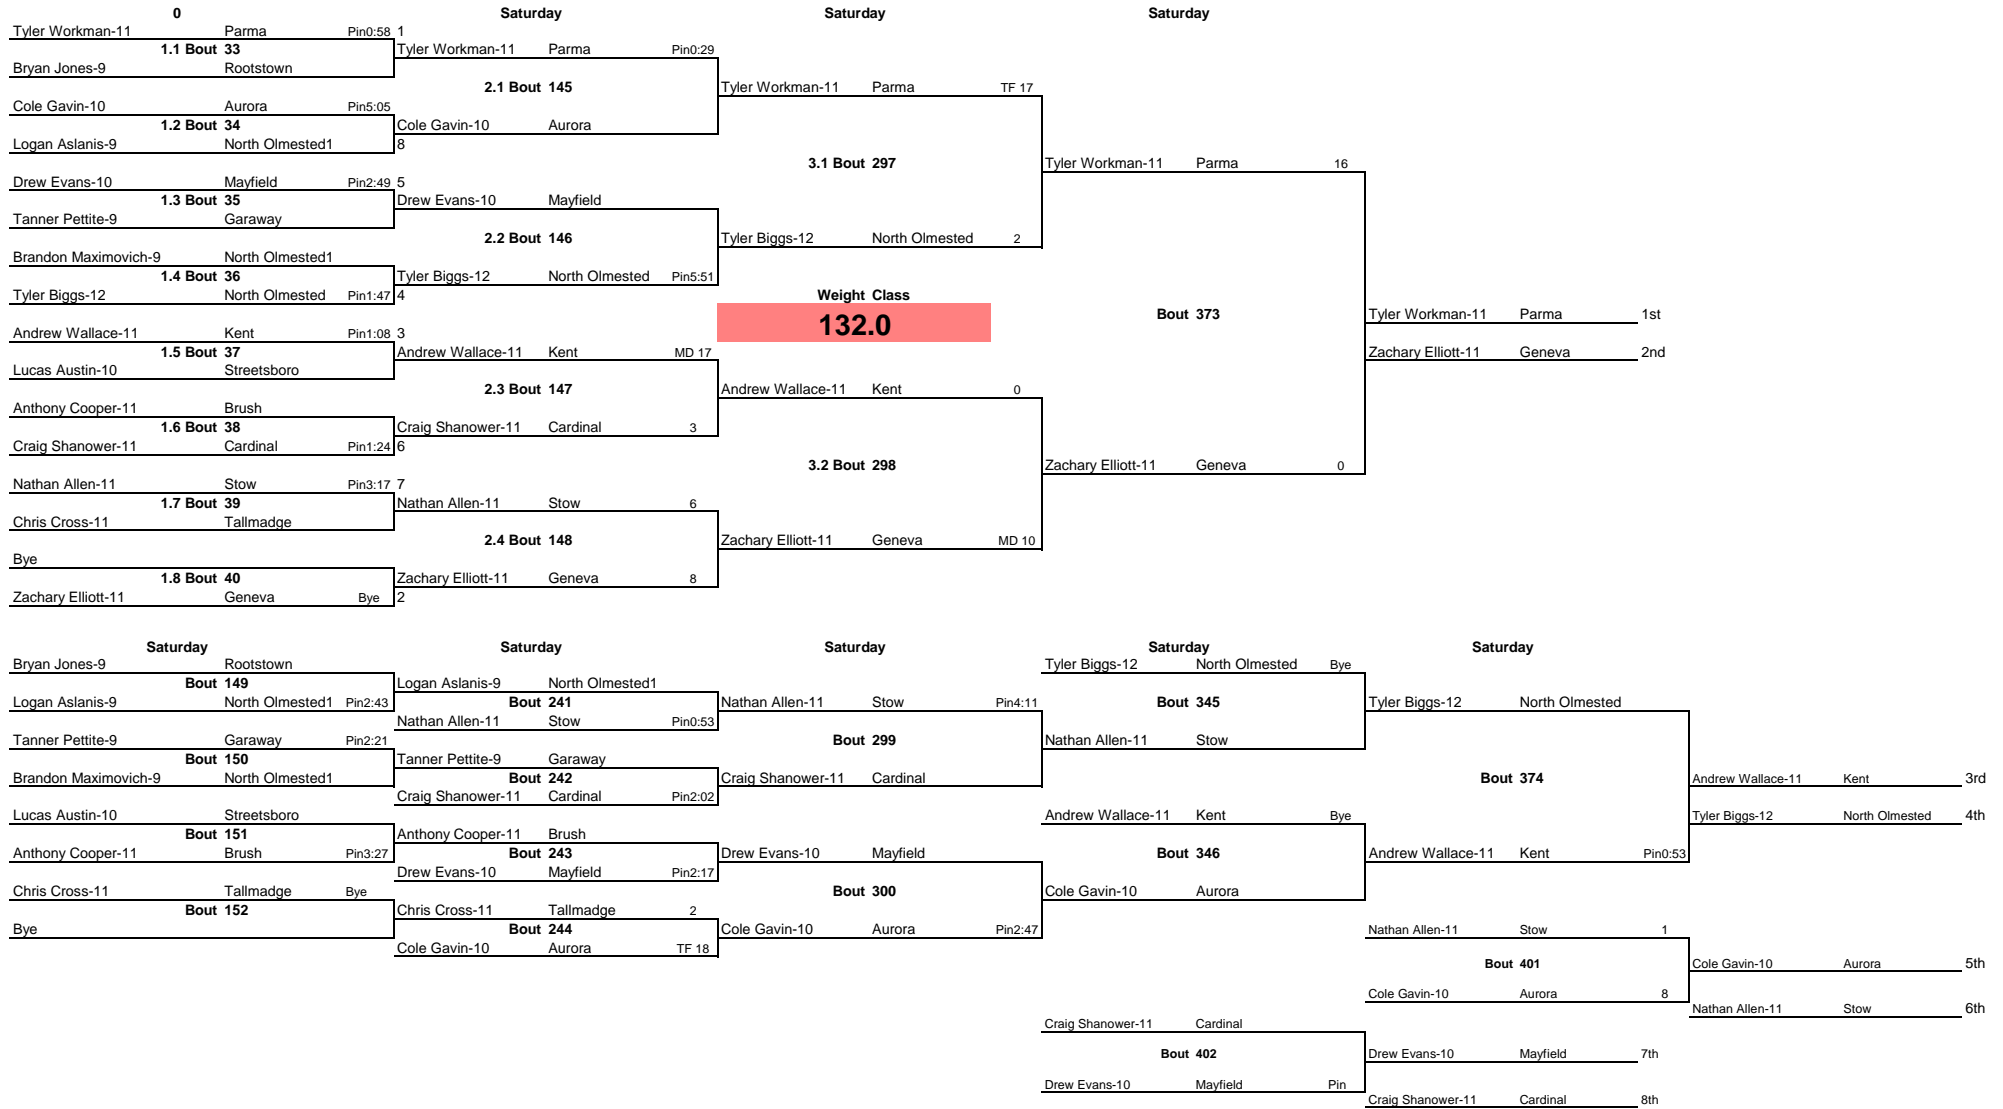 0 Saturday Saturday Saturday
Tyler Workman-11 Parma Pin0:58 1
1.1 Bout 33 Tyler Workman-11 Parma Pin0:29
Bryan Jones-9 Rootstown
2.1 Bout 145 Tyler Workman-11 Parma TF 17
Cole Gavin-10 Aurora Pin5:05
1.2 Bout 34 Cole Gavin-10 Aurora
Logan Aslanis-9 North Olmested1 8
3.1 Bout 297 Tyler Workman-11 Parma 16
Drew Evans-10 Mayfield Pin2:49 5
1.3 Bout 35 Drew Evans-10 Mayfield
Tanner Pettite-9 Garaway
2.2 Bout 146 Tyler Biggs-12 North Olmested 2
Brandon Maximovich-9 North Olmested1
1.4 Bout 36 Tyler Biggs-12 North Olmested Pin5:51
Tyler Biggs-12 North Olmested Pin1:47 4 Weight Class
132.0 Bout 373 Tyler Workman-11 Parma 1st
Andrew Wallace-11 Kent Pin1:08 3
1.5 Bout 37 Andrew Wallace-11 Kent MD 17 Zachary Elliott-11 Geneva 2nd
Lucas Austin-10 Streetsboro
2.3 Bout 147 Andrew Wallace-11 Kent 0
Anthony Cooper-11 Brush
1.6 Bout 38 Craig Shanower-11 Cardinal 3
Craig Shanower-11 Cardinal Pin1:24 6
3.2 Bout 298 Zachary Elliott-11 Geneva 0
Nathan Allen-11 Stow Pin3:17 7
1.7 Bout 39 Nathan Allen-11 Stow 6
Chris Cross-11 Tallmadge
2.4 Bout 148 Zachary Elliott-11 Geneva MD 10
Bye
1.8 Bout 40 Zachary Elliott-11 Geneva 8
Zachary Elliott-11 Geneva Bye 2
Saturday Saturday Saturday Saturday Saturday
Bryan Jones-9 Rootstown Tyler Biggs-12 North Olmested Bye
Bout 149 Logan Aslanis-9 North Olmested1
Logan Aslanis-9 North Olmested1 Pin2:43 Bout 241 Nathan Allen-11 Stow Pin4:11 Bout 345 Tyler Biggs-12 North Olmested
Nathan Allen-11 Stow Pin0:53
Tanner Pettite-9 Garaway Pin2:21 Bout 299 Nathan Allen-11 Stow
Bout 150 Tanner Pettite-9 Garaway
Brandon Maximovich-9 North Olmested1 Bout 242 Craig Shanower-11 Cardinal Bout 374 Andrew Wallace-11 Kent 3rd
Craig Shanower-11 Cardinal Pin2:02
Lucas Austin-10 Streetsboro Andrew Wallace-11 Kent Bye Tyler Biggs-12 North Olmested 4th
Bout 151 Anthony Cooper-11 Brush
Anthony Cooper-11 Brush Pin3:27 Bout 243 Drew Evans-10 Mayfield Bout 346 Andrew Wallace-11 Kent Pin0:53
Drew Evans-10 Mayfield Pin2:17
Chris Cross-11 Tallmadge Bye Bout 300 Cole Gavin-10 Aurora
Bout 152 Chris Cross-11 Tallmadge 2
Bye Bout 244 Cole Gavin-10 Aurora Pin2:47 Nathan Allen-11 Stow 1
Cole Gavin-10 Aurora TF 18
Bout 401 Cole Gavin-10 Aurora 5th
Cole Gavin-10 Aurora 8
Nathan Allen-11 Stow 6th
Craig Shanower-11 Cardinal
Bout 402 Drew Evans-10 Mayfield 7th
Drew Evans-10 Mayfield Pin
Craig Shanower-11 Cardinal 8th